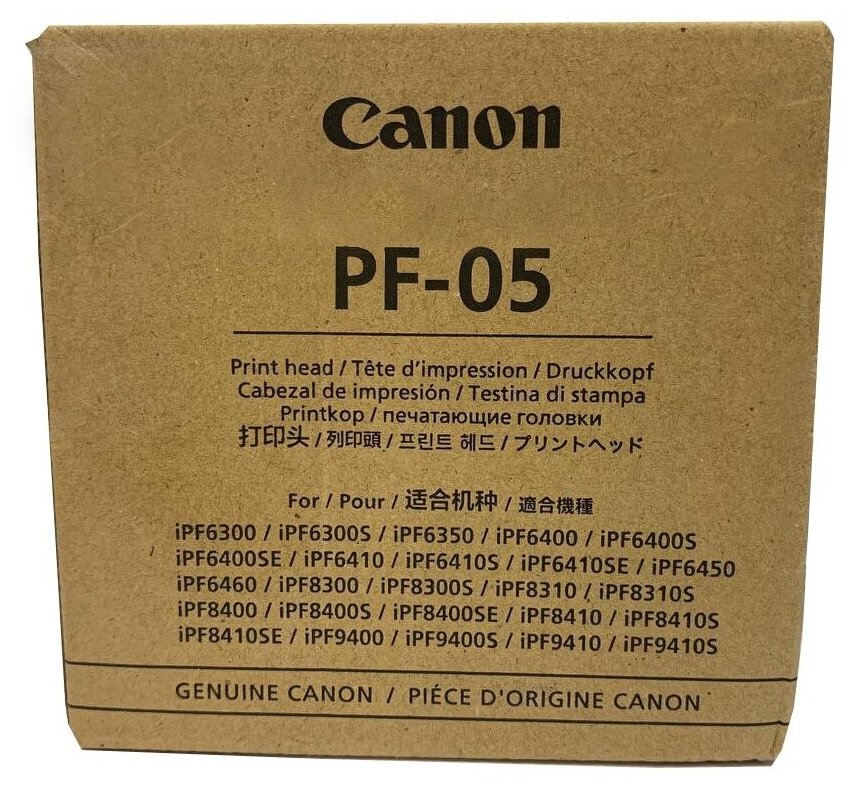 Canon
PF-05
Print head / Tête d'impression / Druckkopf
Cabezal de impresión / Testina di stampa
Printkop / печатающие головки
打印头 / 列印頭 / 프린트 헤드 / プリントヘッド
For / Pour / 适合机种 / 適合機種
iPF6300 / iPF6300S / iPF6350 / iPF6400 / iPF6400S
iPF6400SE / iPF6410 / iPF6410S / iPF6410SE / iPF6450
iPF6460 / iPF8300 / iPF8300S / iPF8310 / iPF8310S
iPF8400 / iPF8400S / iPF8400SE / iPF8410 / iPF8410S
iPF8410SE / iPF9400 / iPF9400S / iPF9410 / iPF9410S
GENUINE CANON / PIÉCE D'ORIGINE CANON